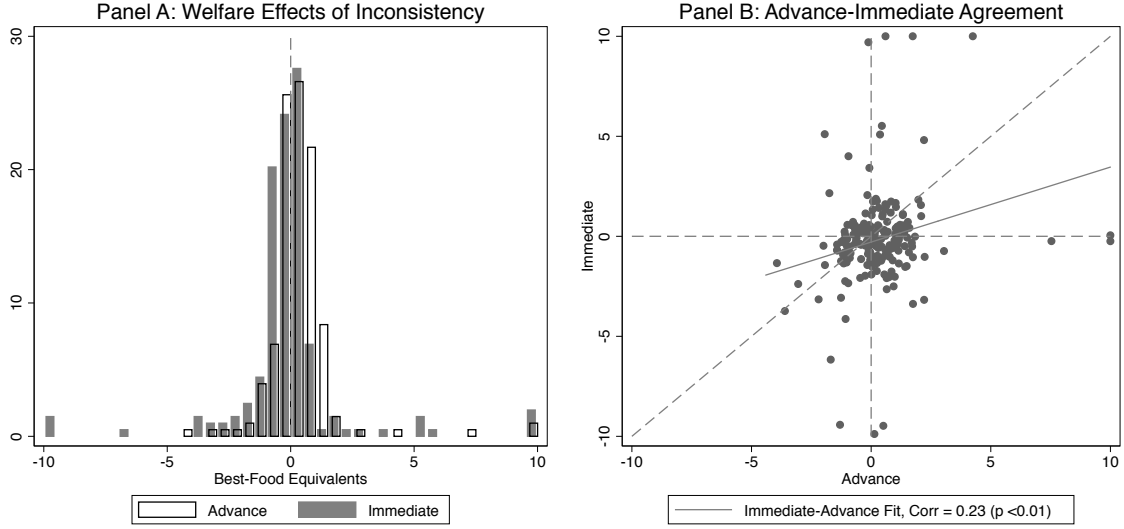 Panel A: Welfare Effects of Inconsistency
30
20
10
0
-10
-5
0
5
10
Best-Food Equivalents
Advance
Immediate
Panel B: Advance-Immediate Agreement
10
5
0
-5
-10
Immediate
-10
-5
0
5
10
Advance
Immediate-Advance Fit, Corr = 0.23 (p <0.01)